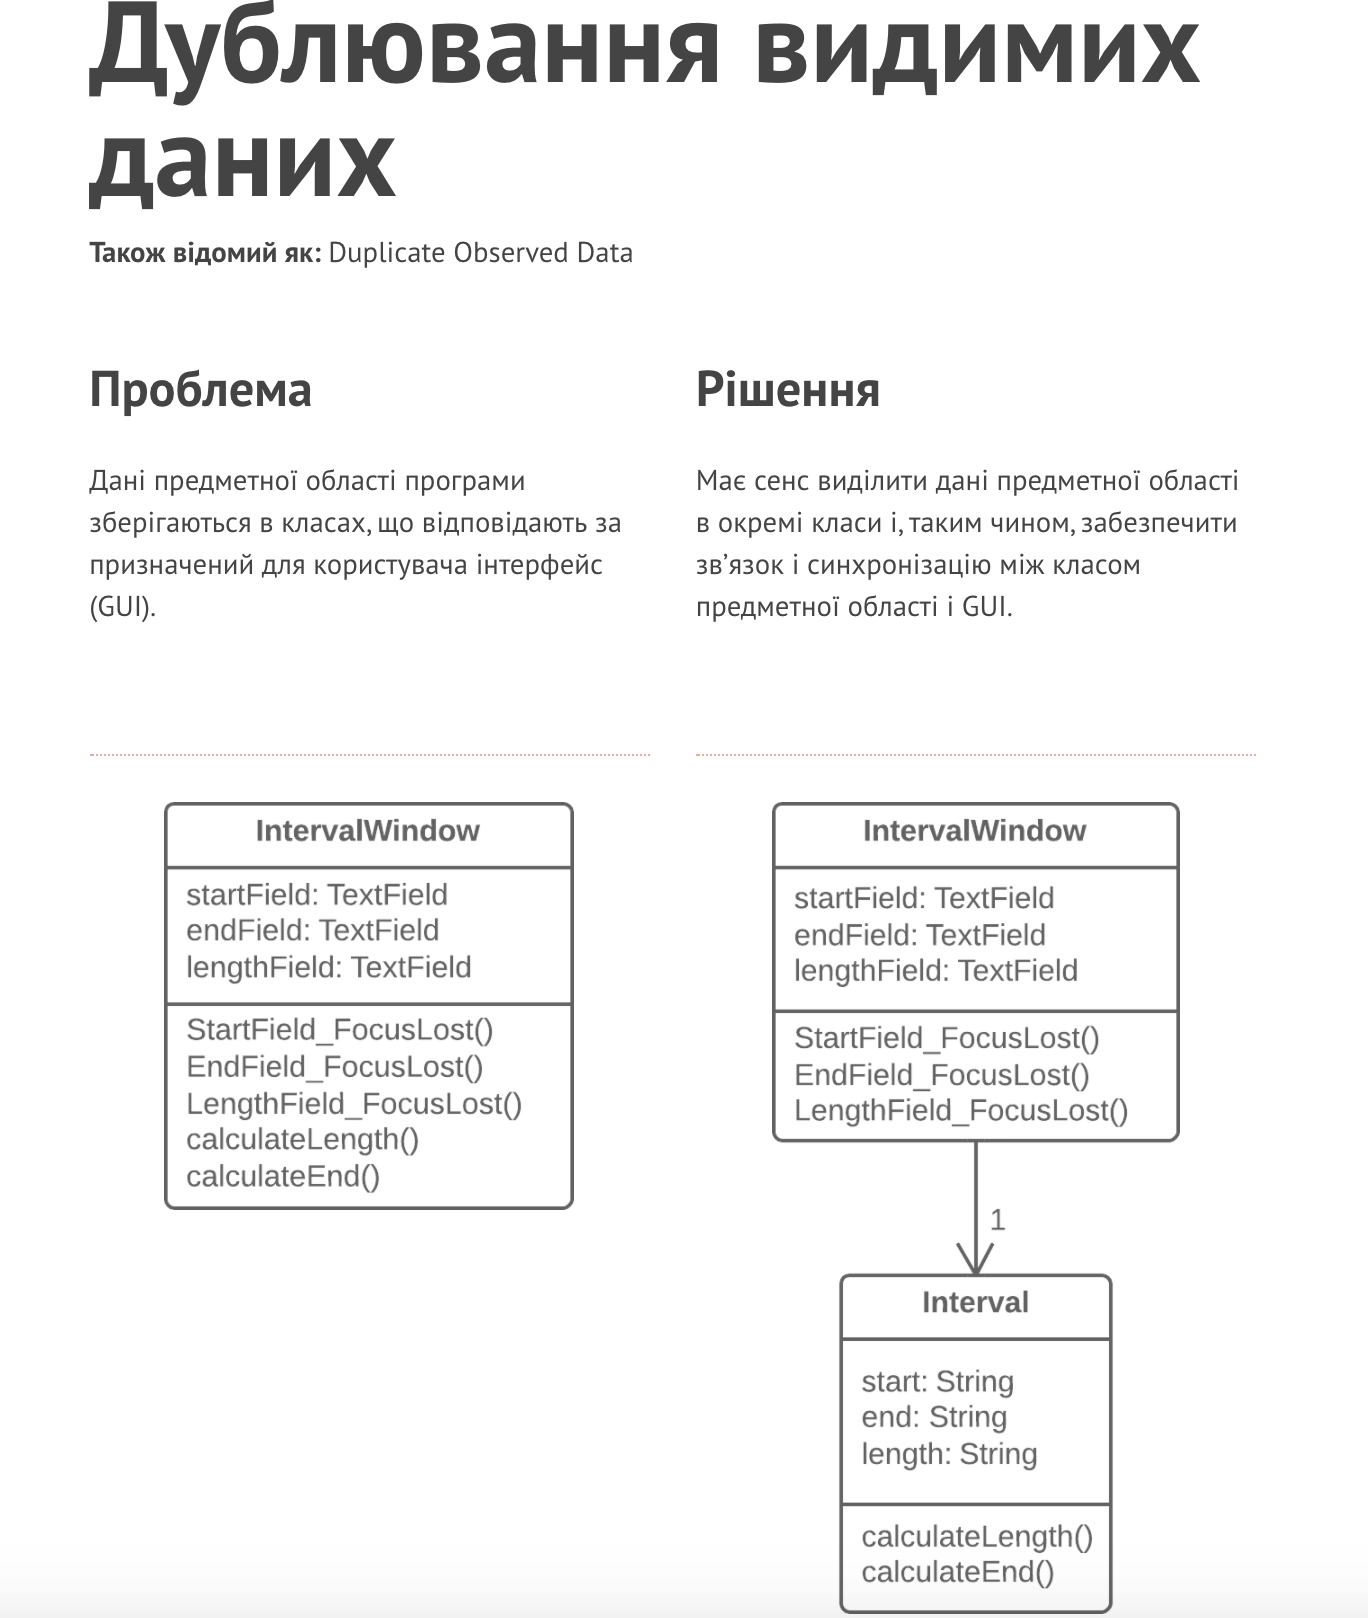 Дублювання видимих
даних
Також відомий як: Duplicate Observed Data
Проблема
Дані предметної області програми
зберігаються в класах, що відповідають за
призначений для користувача інтерфейс
(GUI).
Рішення
Має сенс виділити дані предметної області
в окремі класи і, таким чином, забезпечити
зв’язок і синхронізацію між класом
предметної області і GUI.
IntervalWindow
startField: TextField
endField: TextField
lengthField: TextField
StartField_FocusLost()
EndField_FocusLost()
LengthField_FocusLost()
calculateLength()
calculateEnd()
IntervalWindow
startField: TextField
endField: TextField
lengthField: TextField
StartField_FocusLost()
EndField_FocusLost()
LengthField_FocusLost()
1
Interval
start: String
end: String
length: String
calculateLength()
calculateEnd()